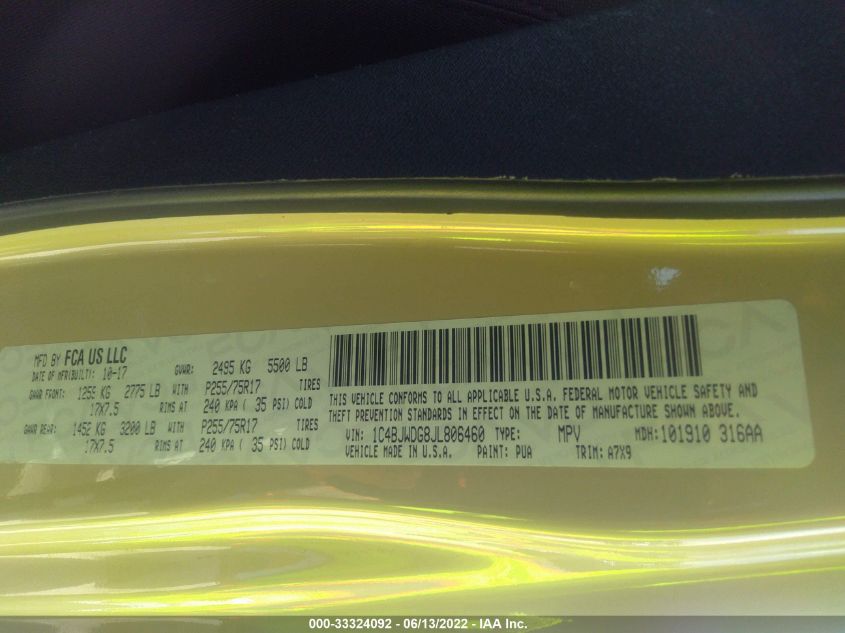 MFD BY FCA US LLC
DATE OF MFR(BUILT): 10-17
GVWR: 2495 KG 5500 LB
GAWR FRONT: 1259 KG 2775 LB WITH P255/75R17 TIRES
17X7.5 RIMS AT 240 KPA ( 35 PSI) COLD
GAWR REAR: 1452 KG 3200 LB WITH P255/75R17 TIRES
17X7.5 RIMS AT 240 KPA ( 35 PSI) COLD
THIS VEHICLE CONFORMS TO ALL APPLICABLE U.S.A. FEDERAL MOTOR VEHICLE SAFETY AND
THEFT PREVENTION STANDARDS IN EFFECT ON THE DATE OF MANUFACTURE SHOWN ABOVE.
VIN: 1C4BJWDG8JL806460 TYPE: MPV MDH:101910 316AA
VEHICLE MADE IN U.S.A. PAINT: PUA TRIM: A7X9
000-33324092 - 06/13/2022 - IAA Inc.